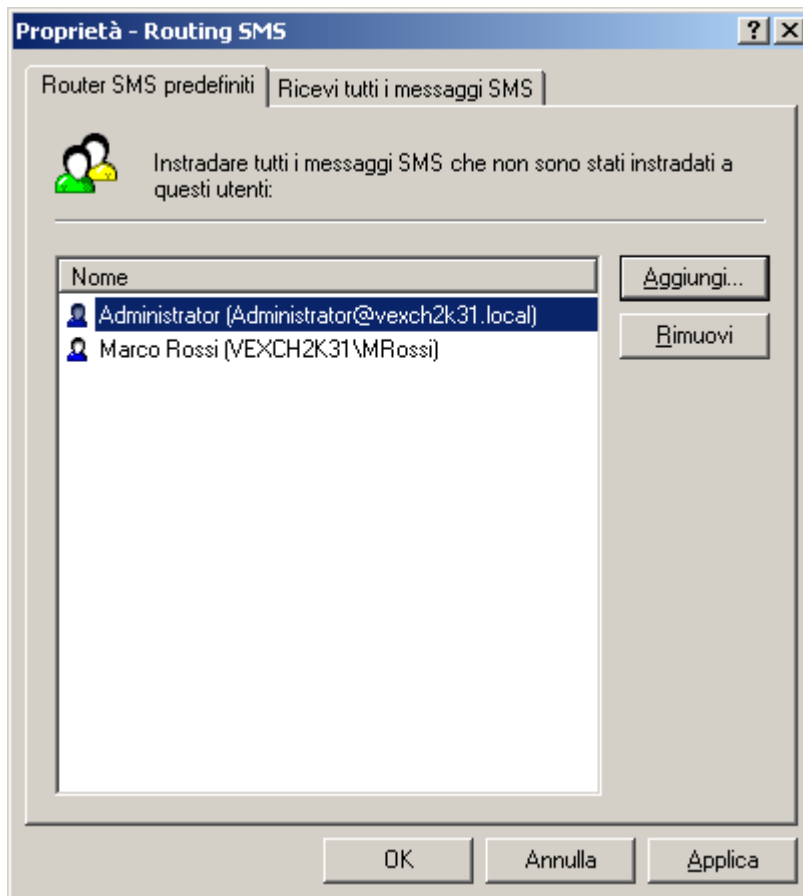 Proprietà - Routing SMS
Router SMS predefiniti
Ricevi tutti i messaggi SMS
Instradare tutti i messaggi SMS che non sono stati instradati a
questi utenti:
Nome
Aggiungi...
Administrator (Administrator@vexch2k31.local)
Rimuovi
Marco Rossi (VEXCH2K31\MRossi)
OK
Annulla
Applica